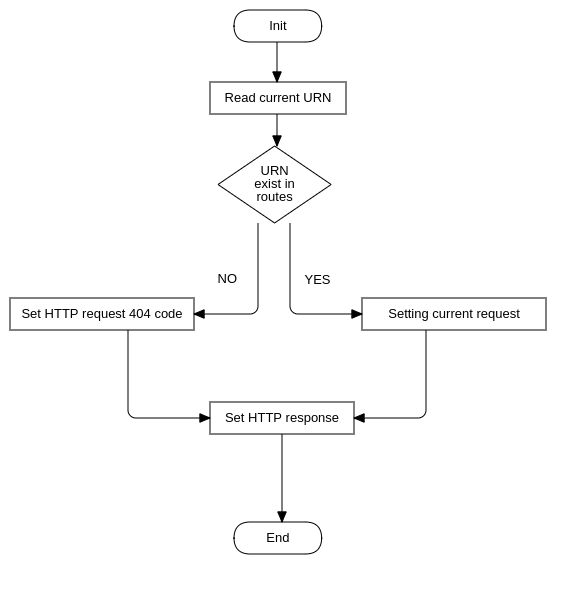 Init
Read current URN
URN
exist in
routes
NO
YES
Set HTTP request 404 code
Setting current request
Set HTTP response
End